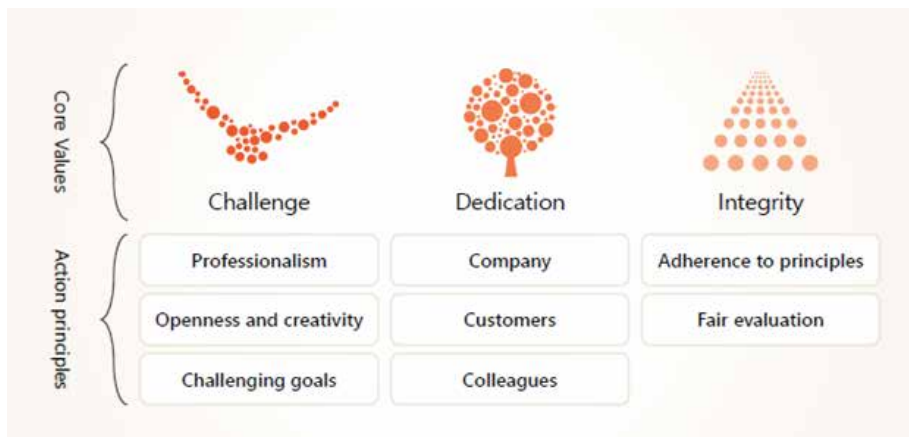 Core Values
Challenge
Dedication
Integrity
Action principles
Professionalism
Company
Adherence to principles
Openness and creativity
Customers
Fair evaluation
Challenging goals
Colleagues